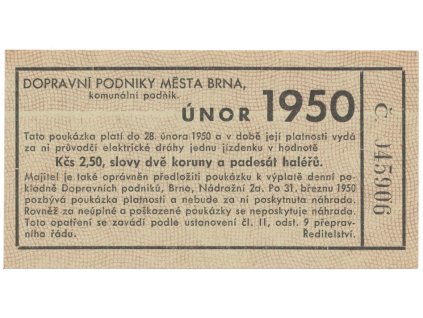 DOPRAVNÍ PODNIKY MĚSTA BRNA,
komunální podnik.
ÚNOR 1950
Tato poukázka platí do 28. února 1950 a v době její platnosti vydá
za ni průvodčí elektrické dráhy jednu jízdenku v hodnotě
Kčs 2,50, slovy dvě koruny a padesát haléřů.
Majitel je také oprávněn předložiti poukázku k výplatě denní po-
kladně Dopravních podniků, Brno, Nádražní 2a. Po 31. březnu 1950
pozbývá poukázka platnosti a nebude za ni poskytnuta náhrada.
Rovněž za neúplné a poškozené poukázky se neposkytuje náhrada.
Toto opatření se zavádí podle ustanovení čl. II, odst. 9 přeprav-
ního řádu.
Ředitelství.
Č. 045906